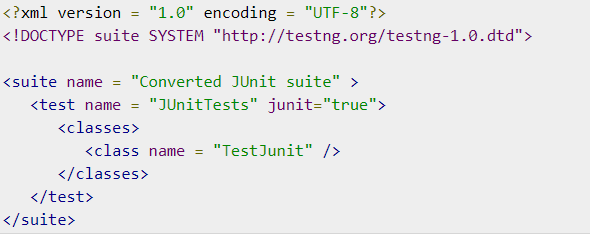 <?xml version = "1.0" encoding = "UTF-8"?>
<!DOCTYPE suite SYSTEM "http://testng.org/testng-1.0.dtd">

<suite name = "Converted JUnit suite" >
   <test name = "JUnitTests" junit="true">
      <classes>
         <class name = "TestJunit" />
      </classes>
   </test>
</suite>